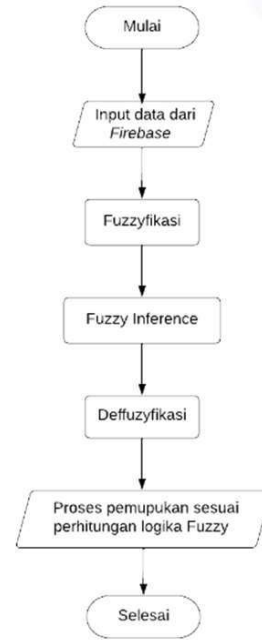 Mulai
Input data dari
Firebase
Fuzzyfikasi
Fuzzy Inference
Deffuzyfikasi
Proses pemupukan sesuai
perhitungan logika Fuzzy
Selesai